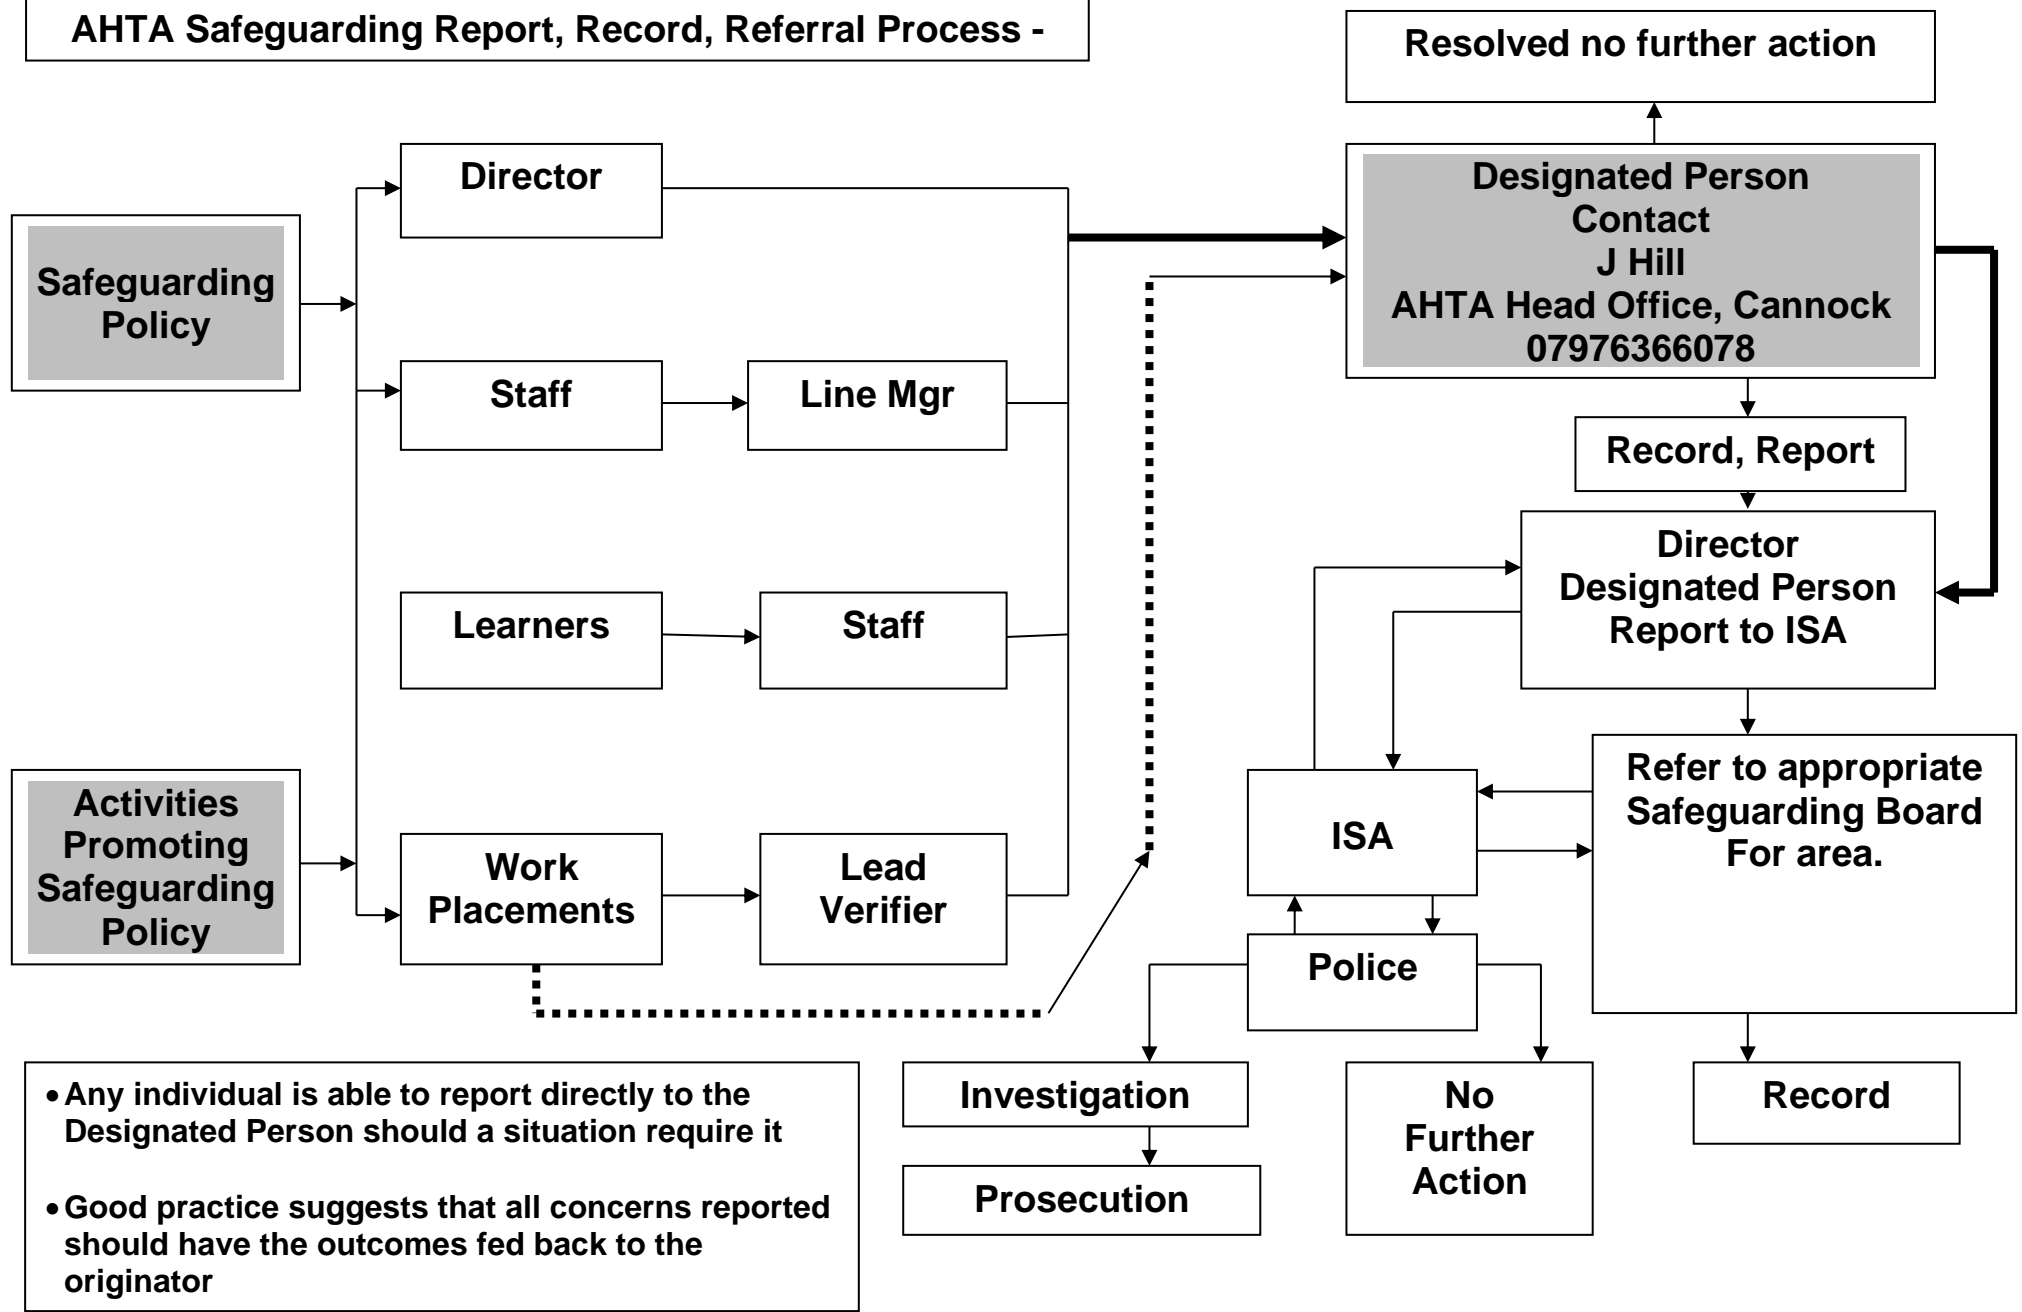 AHTA Safeguarding Report, Record, Referral Process -
Resolved no further action
Director
Designated Person
Contact
J Hill
AHTA Head Office, Cannock
07976366078
Safeguarding
Policy
Staff
Line Mgr
Record, Report
Director
Designated Person
Report to ISA
Learners
Staff
Activities
Promoting
Safeguarding
Policy
Work
Placements
Lead
Verifier
ISA
Refer to appropriate
Safeguarding Board
For area.
Police
Investigation
No
Further
Action
Record
Prosecution
• Any individual is able to report directly to the
Designated Person should a situation require it
• Good practice suggests that all concerns reported
should have the outcomes fed back to the
originator